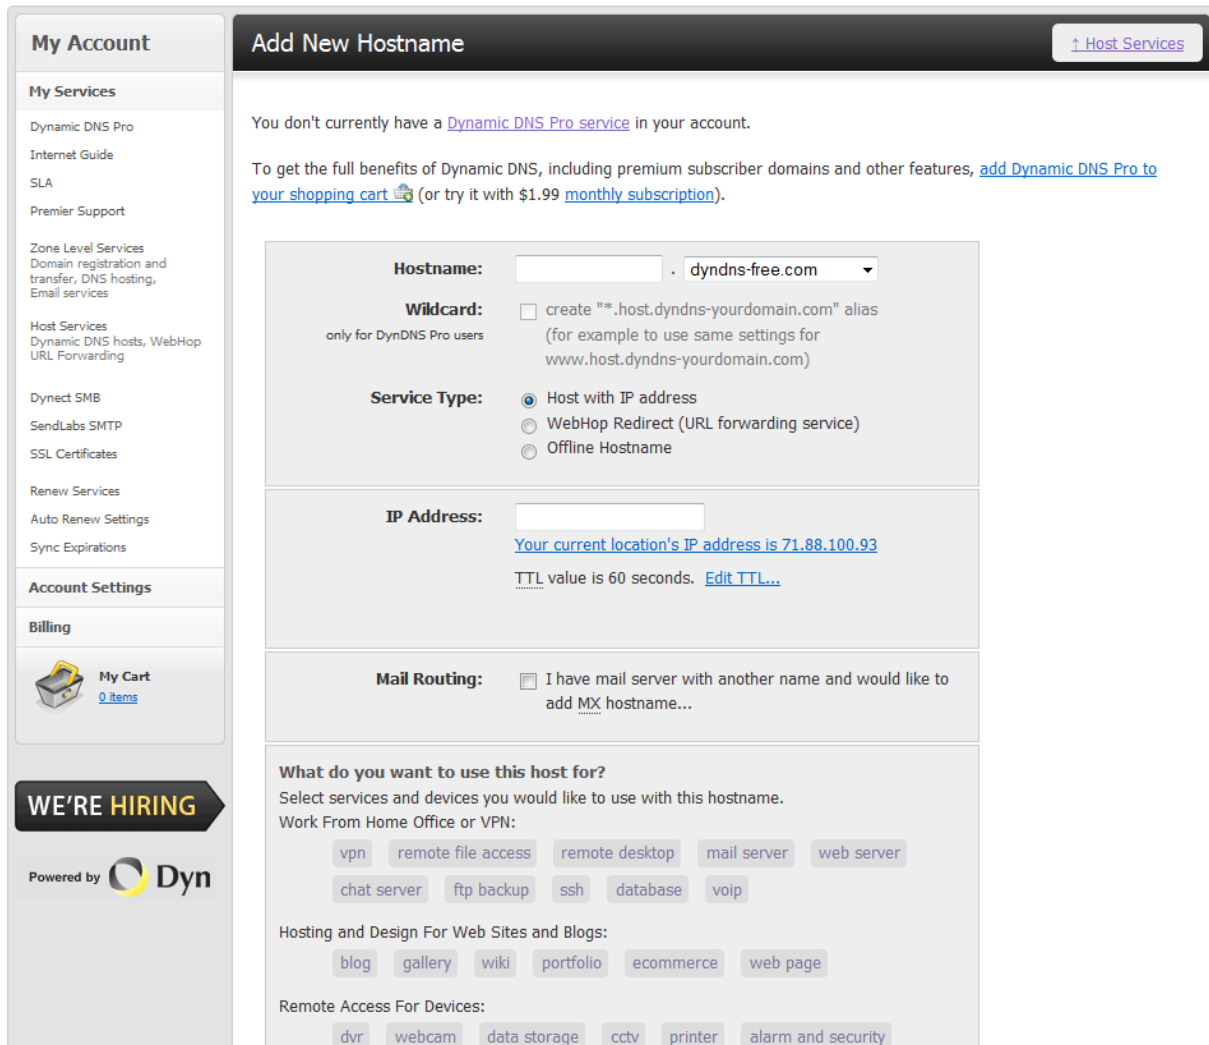 My Account
My Services
Dynamic DNS Pro
Internet Guide
SLA
Premier Support
Zone Level Services
Domain registration and
transfer, DNS hosting,
Email services
Host Services
Dynamic DNS hosts, WebHop
URL Forwarding
Dynect SMB
SendLabs SMTP
SSL Certificates
Renew Services
Auto Renew Settings
Sync Expirations
Account Settings
Billing
My Cart
0 items
WE'RE HIRING
Powered by Dyn
Add New Hostname
↑ Host Services
You don't currently have a Dynamic DNS Pro service in your account.
To get the full benefits of Dynamic DNS, including premium subscriber domains and other features, add Dynamic DNS Pro to
your shopping cart (or try it with $1.99 monthly subscription).
Hostname: . dyndns-free.com
Wildcard: create "*.host.dyndns-yourdomain.com" alias
only for DynDNS Pro users (for example to use same settings for
www.host.dyndns-yourdomain.com)
Service Type: Host with IP address
WebHop Redirect (URL forwarding service)
Offline Hostname
IP Address:
Your current location's IP address is 71.88.100.93
TTL value is 60 seconds. Edit TTL...
Mail Routing: I have mail server with another name and would like to
add MX hostname...
What do you want to use this host for?
Select services and devices you would like to use with this hostname.
Work From Home Office or VPN:
vpn remote file access remote desktop mail server web server
chat server ftp backup ssh database voip
Hosting and Design For Web Sites and Blogs:
blog gallery wiki portfolio ecommerce web page
Remote Access For Devices:
dvr webcam data storage cctv printer alarm and security